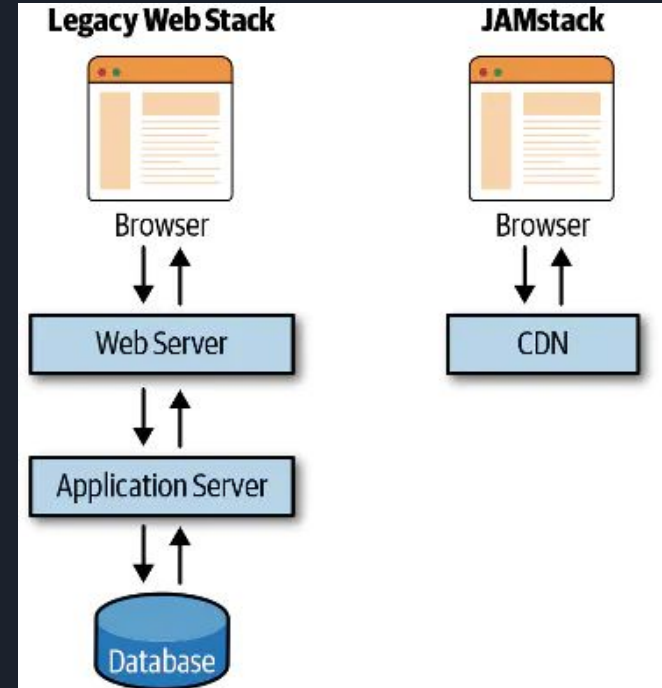 Legacy Web Stack
Browser
Web Server
Application Server
Database
JAMstack
Browser
CDN